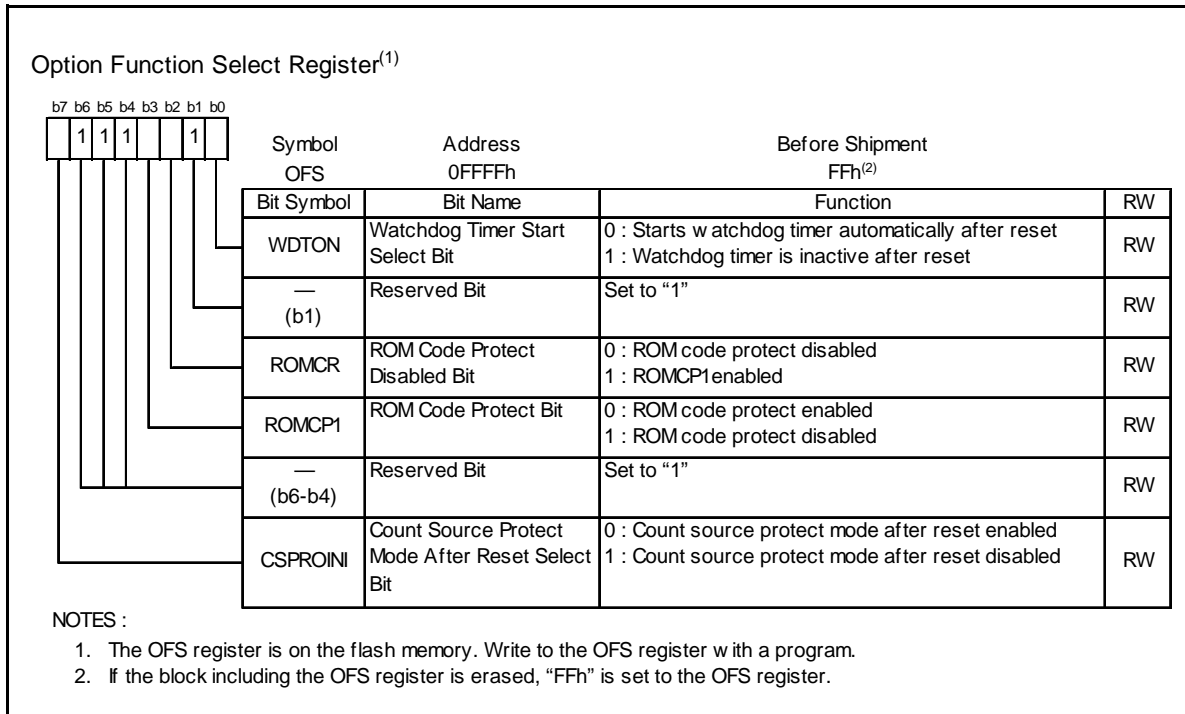 Option Function Select Register(1)
b7 b6 b5 b4 b3 b2 b1 b0
1 1 1 1
Symbol Address Before Shipment
OFS 0FFFFh FFh(2)
Bit Symbol Bit Name Function RW
WDTON Watchdog Timer Start Select Bit 0 : Starts watchdog timer automatically after reset RW
1 : Watchdog timer is inactive after reset
— (b1) Reserved Bit Set to “1” RW
ROMCR ROM Code Protect Disabled Bit 0 : ROM code protect disabled RW
1 : ROMCP1enabled
ROMCP1 ROM Code Protect Bit 0 : ROM code protect enabled RW
1 : ROM code protect disabled
— (b6-b4) Reserved Bit Set to “1” RW
CSPROINI Count Source Protect Mode After Reset Select Bit 0 : Count source protect mode after reset enabled RW
1 : Count source protect mode after reset disabled
NOTES :
1. The OFS register is on the flash memory. Write to the OFS register with a program.
2. If the block including the OFS register is erased, “FFh” is set to the OFS register.